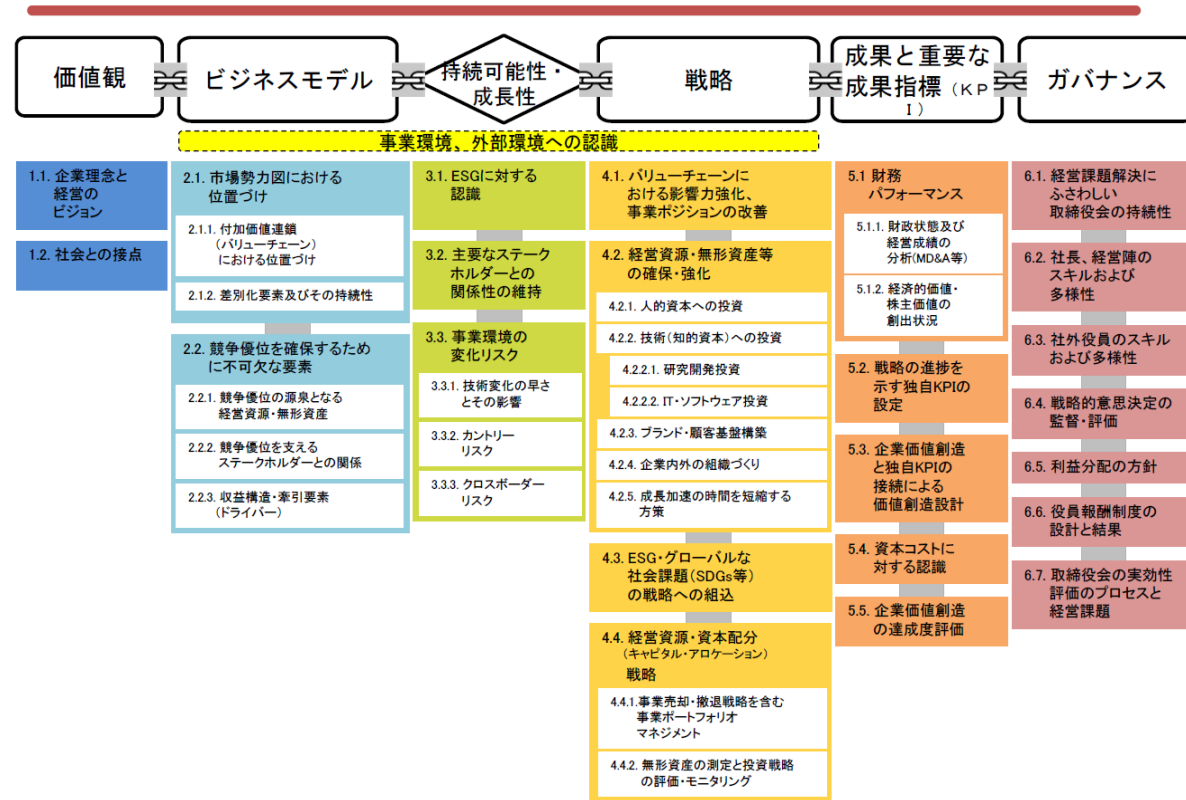 価値観
ビジネスモデル
持続可能性・
成長性
戦略
成果と重要な
成果指標（ＫＰ
Ｉ）
ガバナンス
事業環境、外部環境への認識
1.1. 企業理念と
経営の
ビジョン
1.2. 社会との接点
2.1. 市場勢力図における
位置づけ
2.1.1. 付加価値連鎖
（バリューチェーン）
における位置づけ
2.1.2. 差別化要素及びその持続性
2.2. 競争優位を確保するため
に不可欠な要素
2.2.1. 競争優位の源泉となる
経営資源・無形資産
2.2.2. 競争優位を支える
ステークホルダーとの関係
2.2.3. 収益構造・牽引要素
（ドライバー）
3.1. ESGに対する
認識
3.2. 主要なステーク
ホルダーとの
関係性の維持
3.3. 事業環境の
変化リスク
3.3.1. 技術変化の早さ
とその影響
3.3.2. カントリー
リスク
3.3.3. クロスボーダー
リスク
4.1. バリューチェーンに
おける影響力強化、
事業ポジションの改善
4.2. 経営資源・無形資産等
の確保・強化
4.2.1. 人的資本への投資
4.2.2. 技術（知的資本）への投資
4.2.2.1. 研究開発投資
4.2.2.2. IT・ソフトウェア投資
4.2.3. ブランド・顧客基盤構築
4.2.4. 企業内外の組織づくり
4.2.5. 成長加速の時間を短縮する
方策
4.3. ESG・グローバルな
社会課題（SDGs等）
の戦略への組込
4.4. 経営資源・資本配分
（キャピタル・アロケーション）
戦略
4.4.1.事業売却・撤退戦略を含む
事業ポートフォリオ
マネジメント
4.4.2. 無形資産の測定と投資戦略
の評価・モニタリング
5.1 財務
パフォーマンス
5.1.1. 財政状態及び
経営成績の
分析(MD&A等)
5.1.2. 経済的価値・
株主価値の
創出状況
5.2. 戦略の進捗を
示す独自KPIの
設定
5.3. 企業価値創造
と独自KPIの
接続による
価値創造設計
5.4. 資本コストに
対する認識
5.5. 企業価値創造
の達成度評価
6.1. 経営課題解決に
ふさわしい
取締役会の持続性
6.2. 社長、経営陣の
スキルおよび
多様性
6.3. 社外役員のスキル
および多様性
6.4. 戦略的意思決定の
監督・評価
6.5. 利益分配の方針
6.6. 役員報酬制度の
設計と結果
6.7. 取締役会の実効性
評価のプロセスと
経営課題